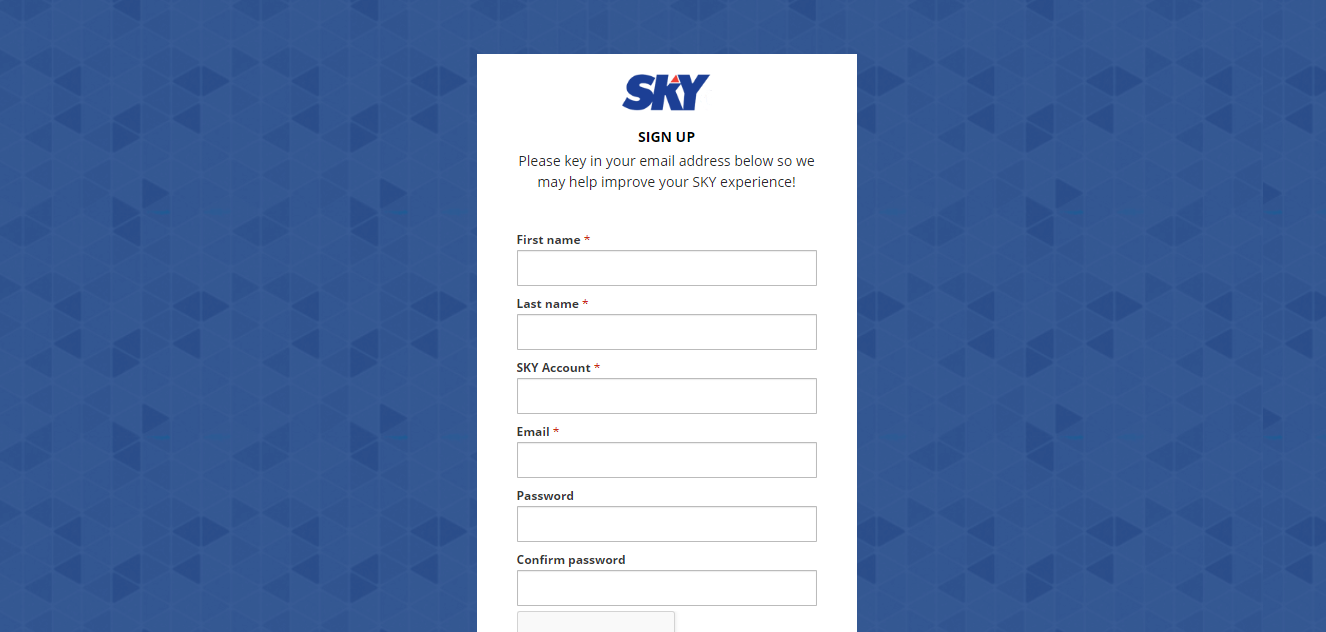 SKY
SIGN UP
Please key in your email address below so we
may help improve your SKY experience!
First name *
Last name *
SKY Account *
Email *
Password
Confirm password